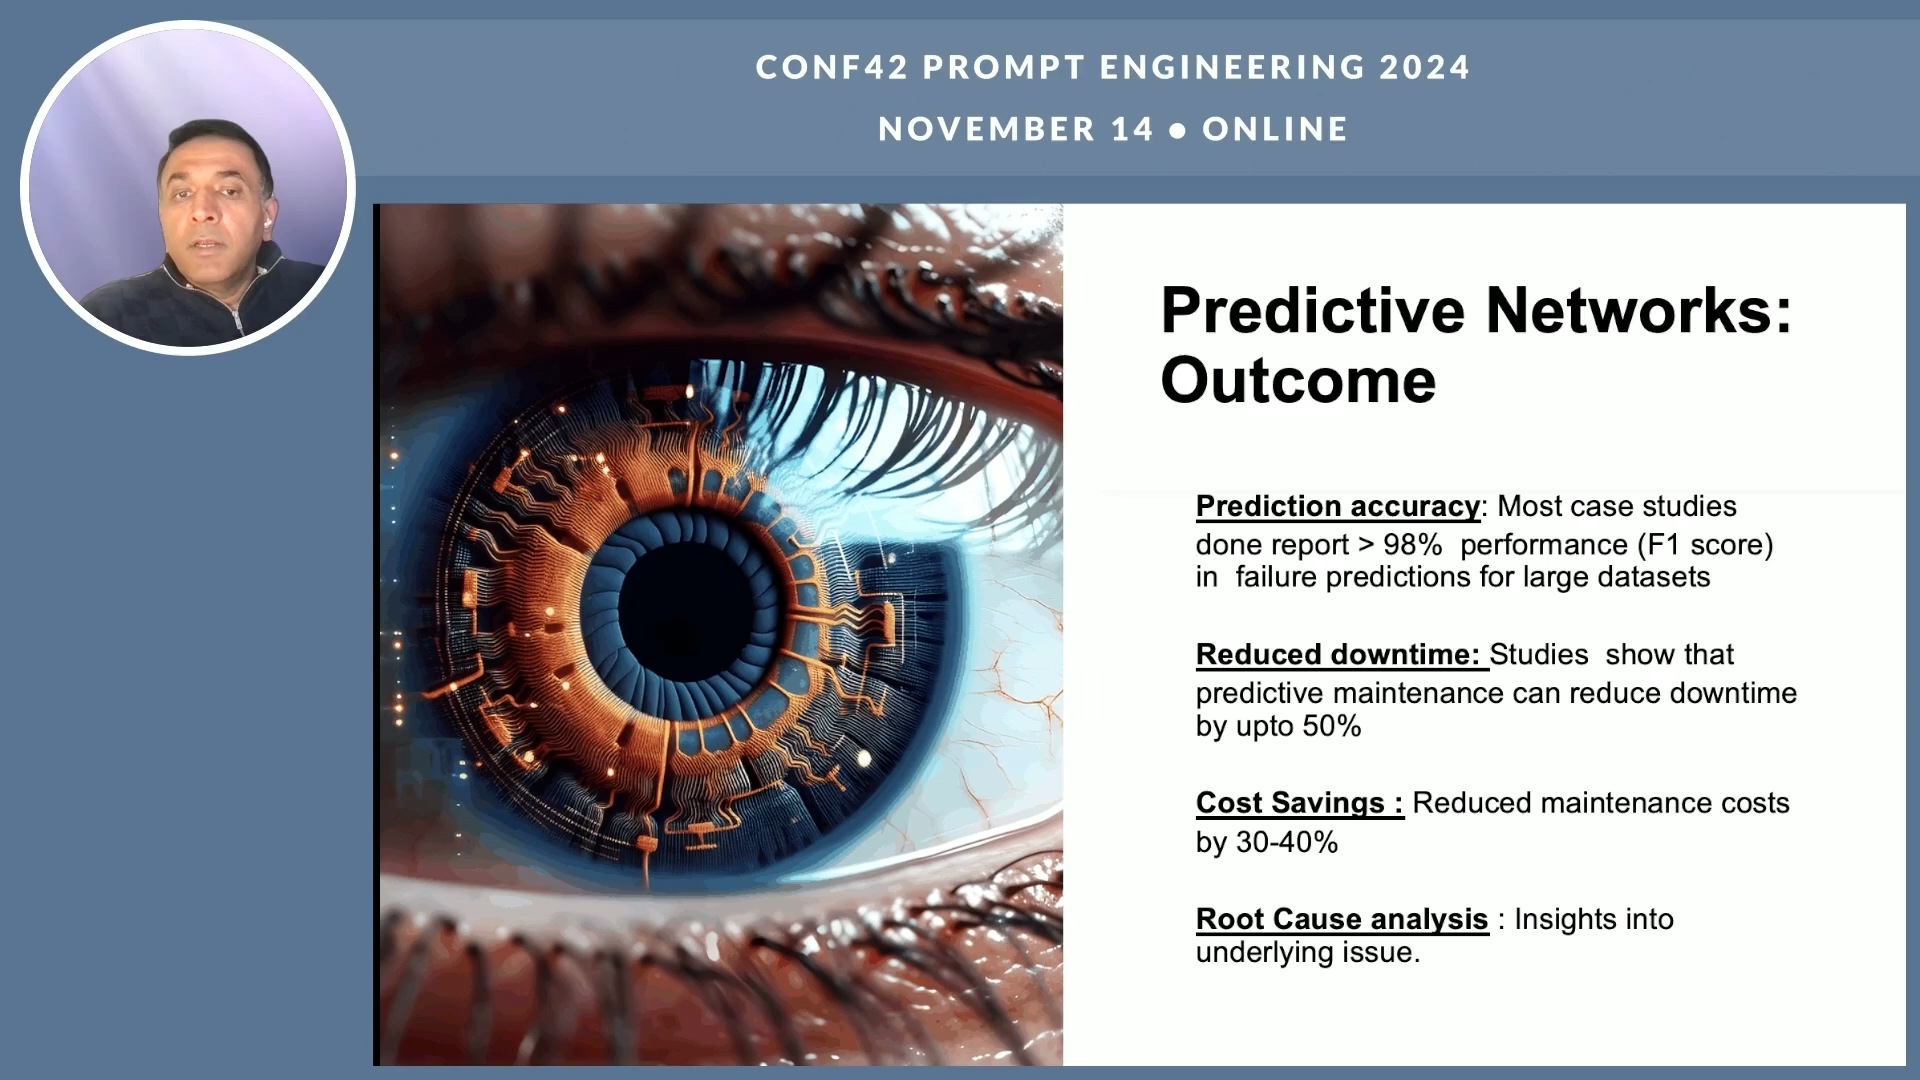 CONF42 PROMPT ENGINEERING 2024
NOVEMBER 14 ● ONLINE
Predictive Networks:
Outcome
Prediction accuracy: Most case studies
done report > 98%  performance (F1 score)
in  failure predictions for large datasets
Reduced downtime: Studies  show that
predictive maintenance can reduce downtime
by upto 50%
Cost Savings : Reduced maintenance costs
by 30-40%
Root Cause analysis : Insights into
underlying issue.